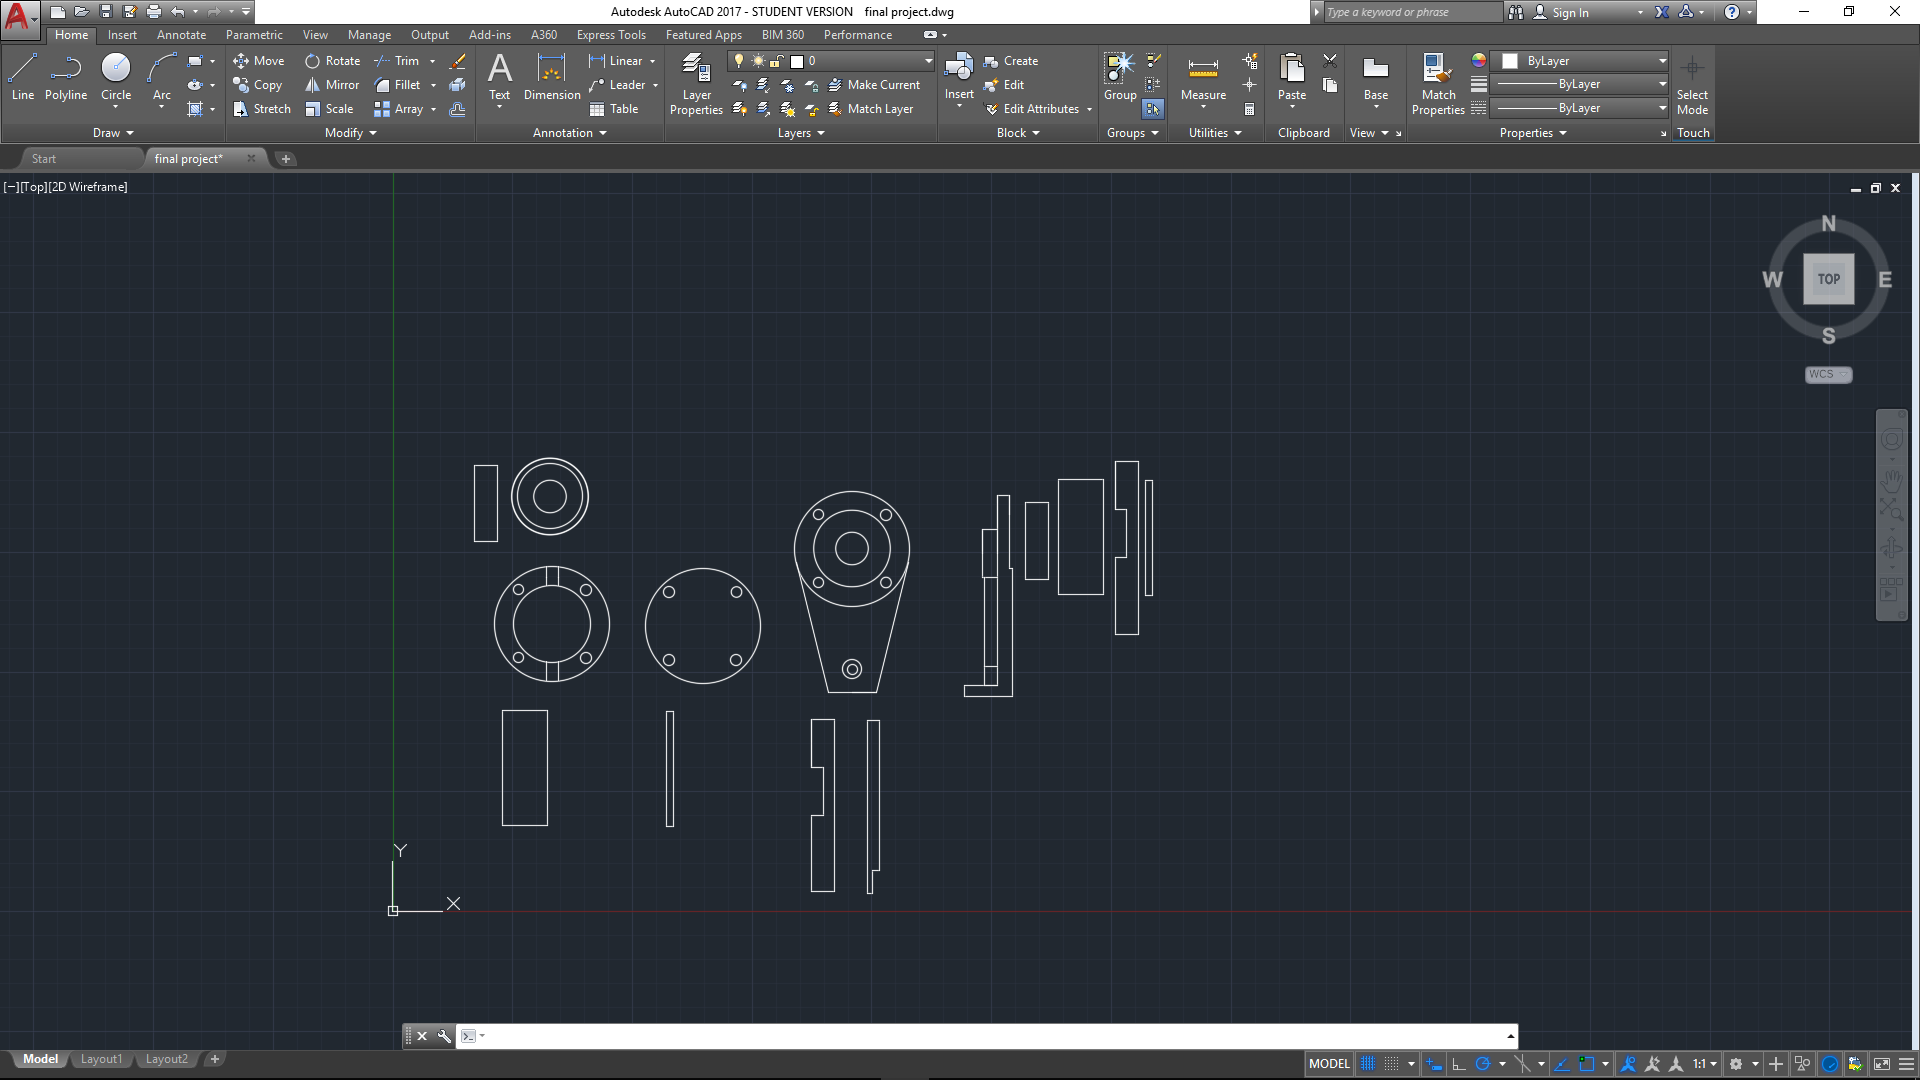 Autodesk AutoCAD 2017 - STUDENT VERSION final project.dwg
Type a keyword or phrase Sign In
Home Insert Annotate Parametric View Manage Output Add-ins A360 Express Tools Featured Apps BIM 360 Performance
Line Polyline Circle Arc
Move Rotate Trim
Copy Mirror Fillet
Stretch Scale Array
Text Dimension
Linear
Leader
Table
Layer Properties
0
Make Current
Match Layer
Insert
Create
Edit
Edit Attributes
Group
Measure
Paste
Base
Match Properties
ByLayer
ByLayer
ByLayer
Select Mode
Draw Modify Annotation Layers Block Groups Utilities Clipboard View Properties Touch
Start final project*
[−][Top][2D Wireframe]
N
W TOP E
S
WCS
Y
X
Model Layout1 Layout2
MODEL 1:1